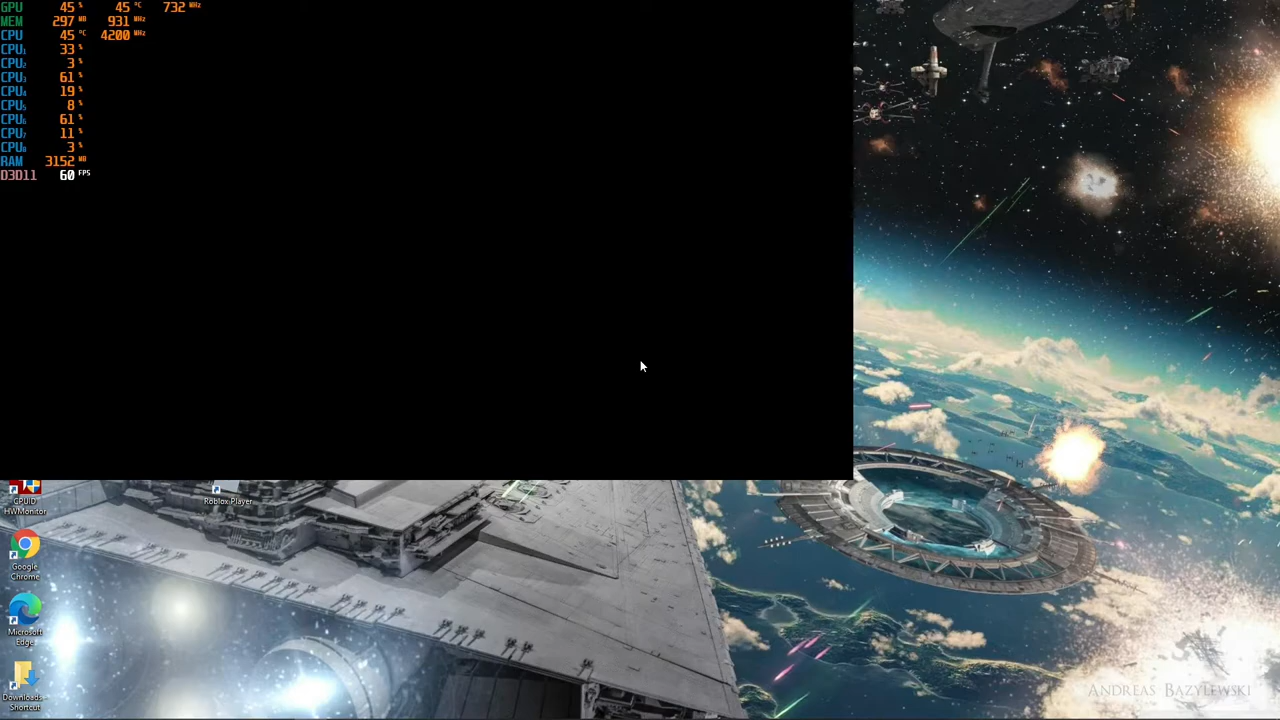 GPU 45 % 45 °C 732 MHz
MEM 297 MB 931 MHz
CPU 45 °C 4200 MHz
CPU1 33 %
CPU2 3 %
CPU3 61 %
CPU4 19 %
CPU5 8 %
CPU6 61 %
CPU7 11 %
CPU8 3 %
RAM 3152 MB
D3D11 60 FPS
CPUID
HWMonitor
Roblox Player
Google
Chrome
Microsoft
Edge
Downloads -
Shortcut
ANDREAS BAZYLEWSKI